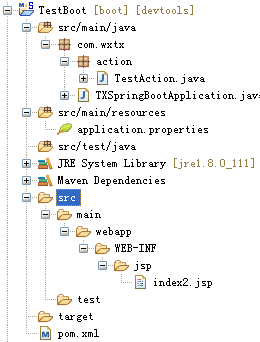 TestBoot [boot] [devtools]
src/main/java
com.wxtx
action
TestAction.java
TXSpringBootApplication.jav
src/main/resources
application.properties
src/test/java
JRE System Library [jre1.8.0_111]
Maven Dependencies
src
main
webapp
WEB-INF
jsp
index2.jsp
test
target
pom.xml